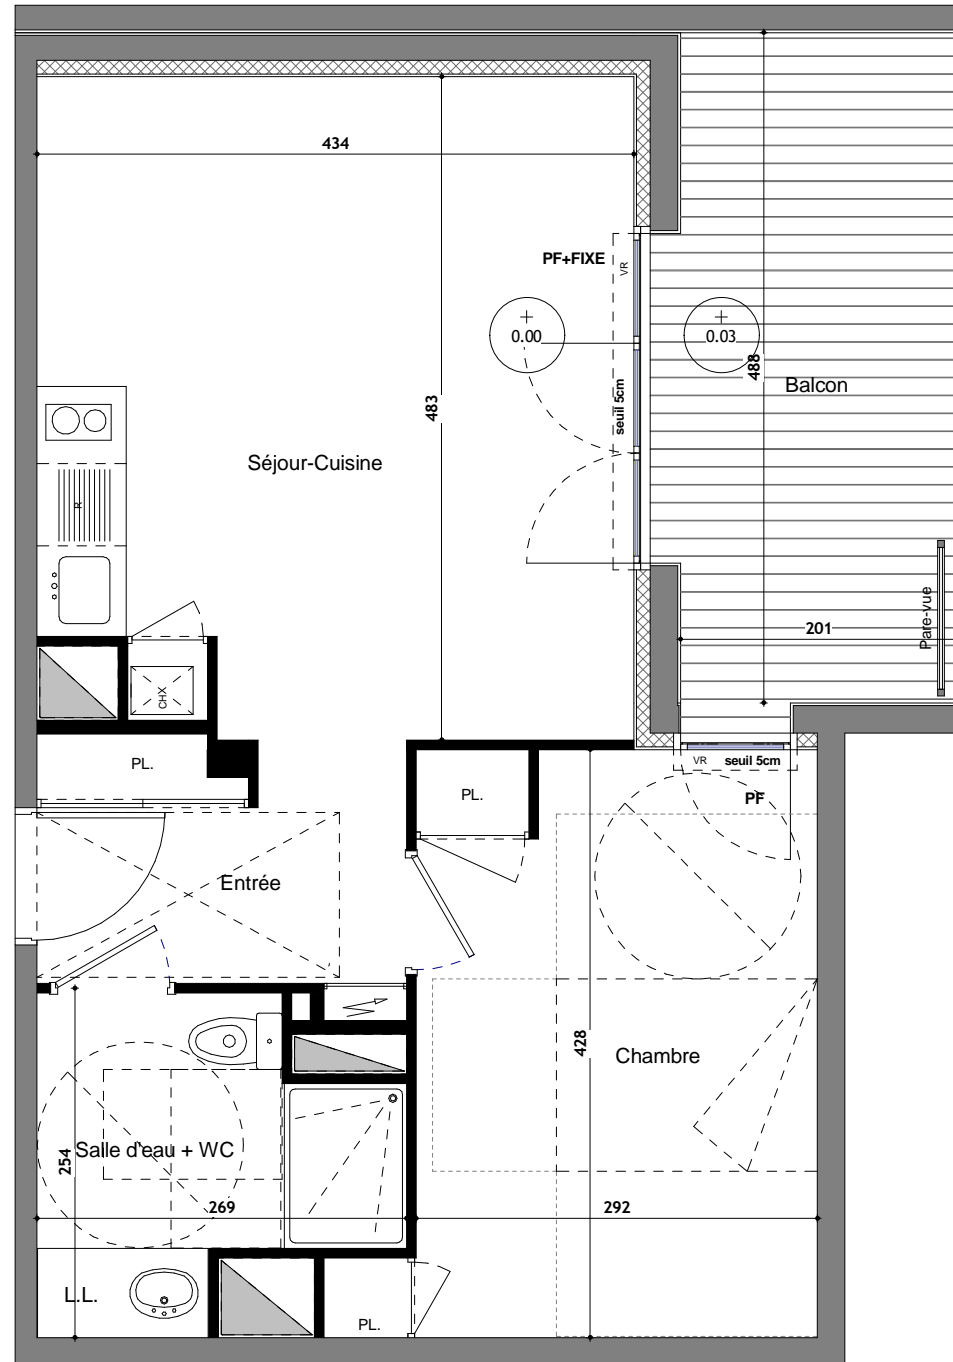 434
PF+FIXE
VR
+
0.00
+
0.03
488
Balcon
483
seuil 5cm
Séjour-Cuisine
R
201
Pare-vue
CHX
PL.
VR
seuil 5cm
PL.
PF
Entrée
428
Chambre
254
Salle d'eau + WC
269
292
L.L.
PL.